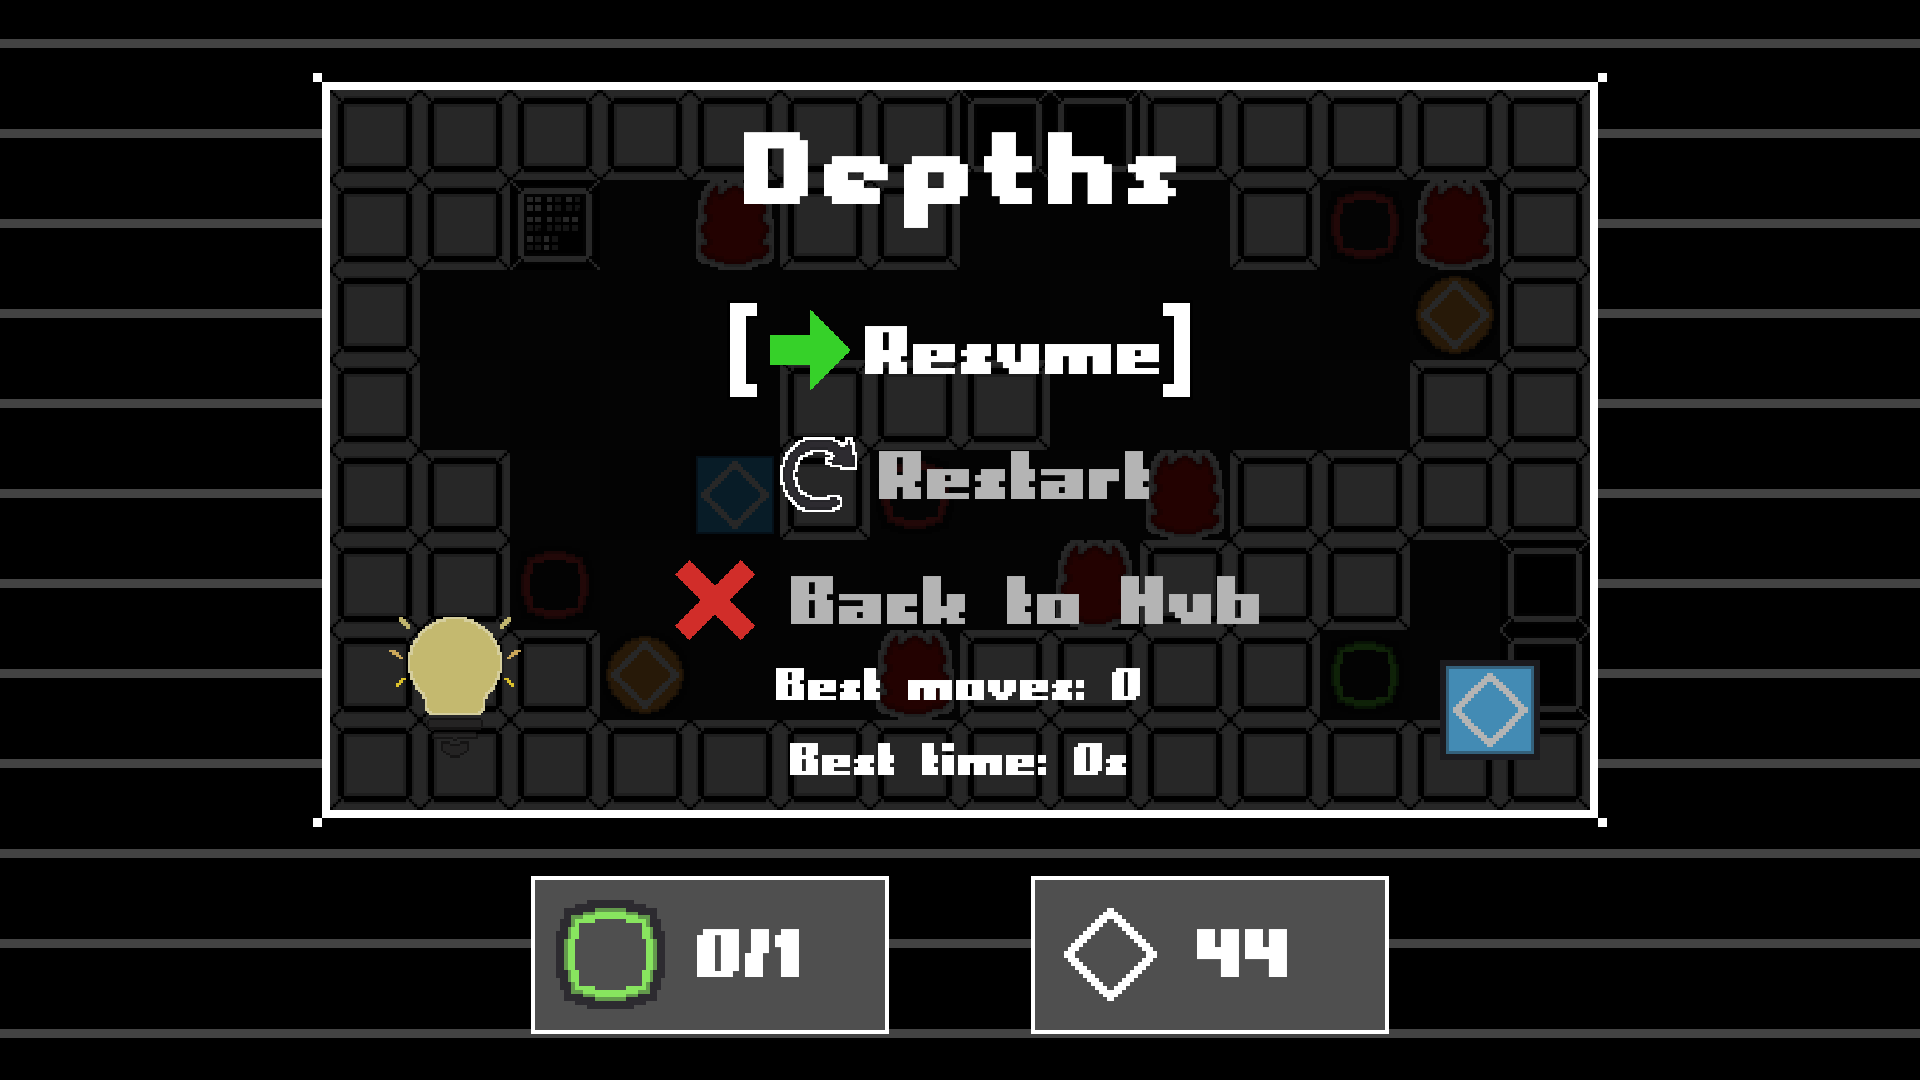 Depths
[Resume]
Restart
Back to Hub
Best moves: 0
Best time: 0s
0/1
44